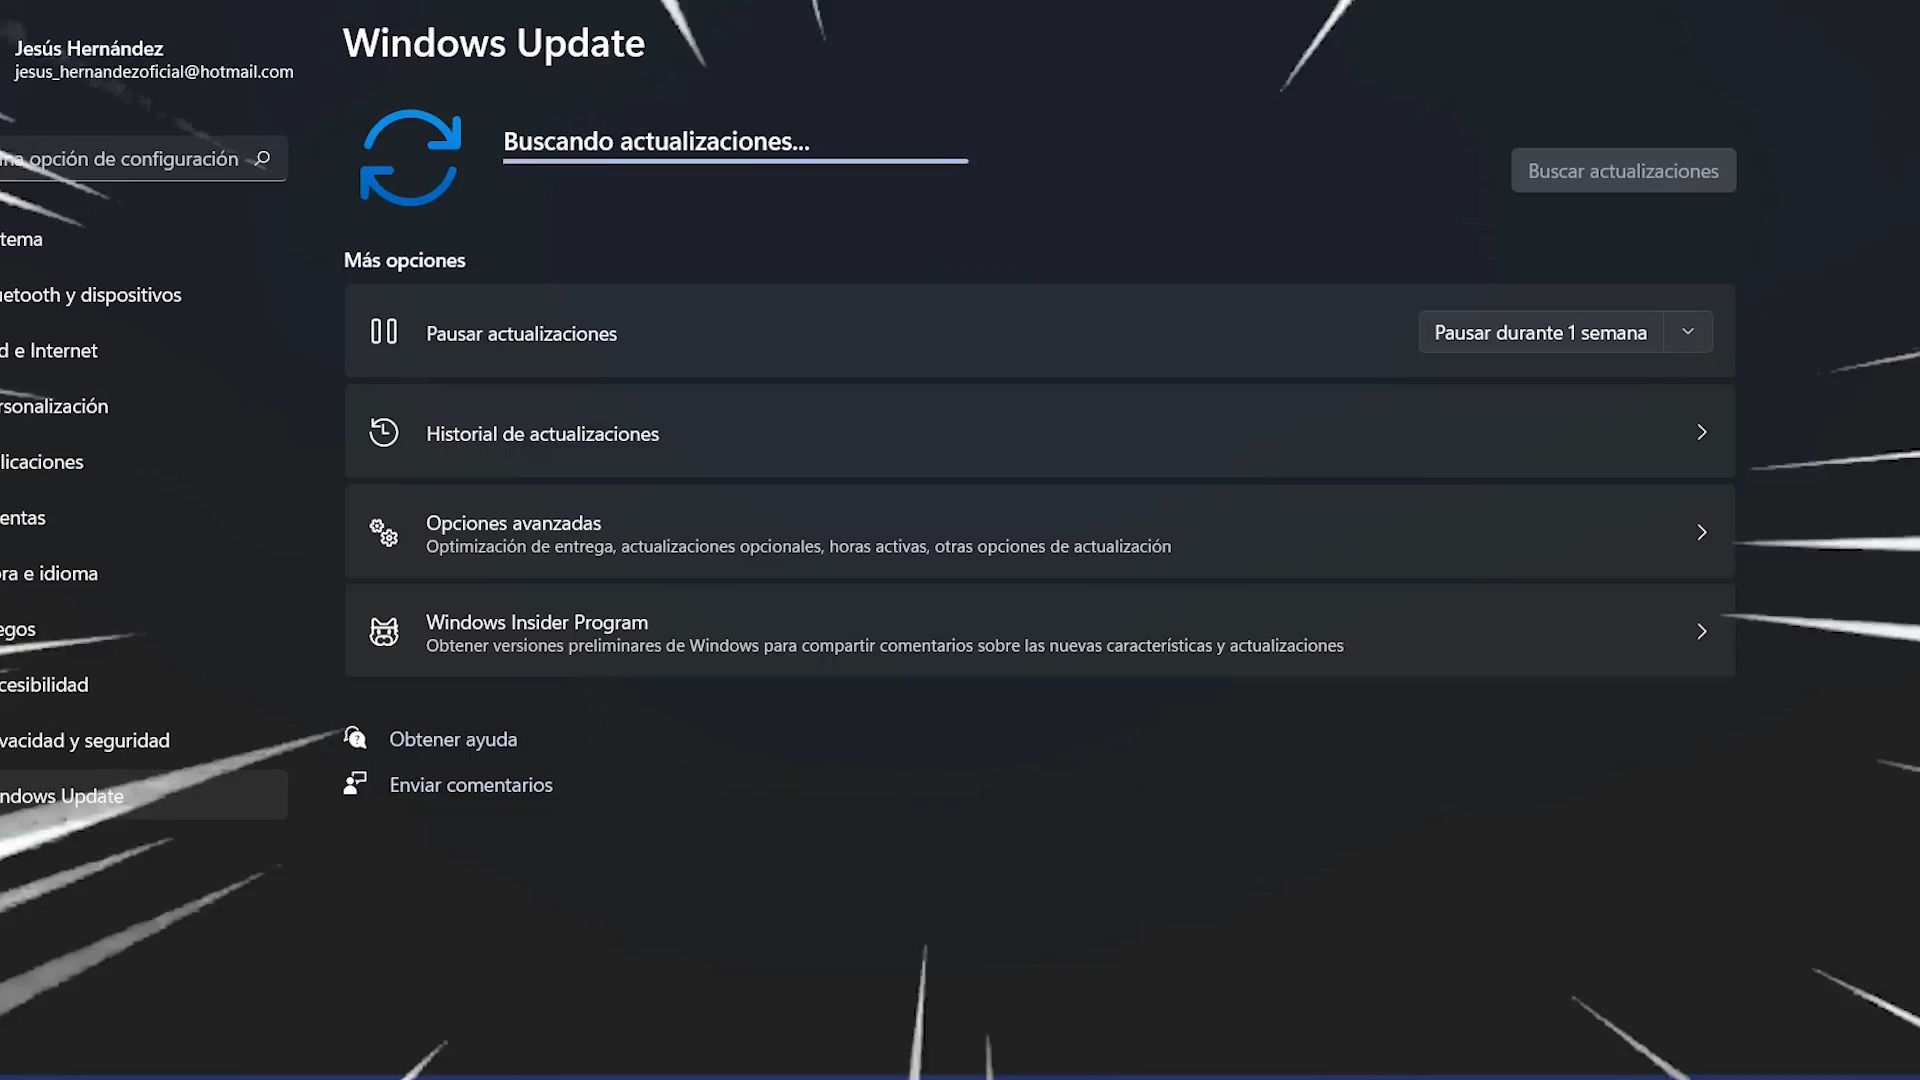 Jesús Hernández
jesus_hernandezoficial@hotmail.com
opción de configuración
tema
uetooth y dispositivos
d e Internet
rsonalización
licaciones
entas
ora e idioma
egos
cesibilidad
vacidad y seguridad
ndows Update
Windows Update
Buscando actualizaciones...
Buscar actualizaciones
Más opciones
Pausar actualizaciones
Pausar durante 1 semana
Historial de actualizaciones
Opciones avanzadas
Optimización de entrega, actualizaciones opcionales, horas activas, otras opciones de actualización
Windows Insider Program
Obtener versiones preliminares de Windows para compartir comentarios sobre las nuevas características y actualizaciones
Obtener ayuda
Enviar comentarios